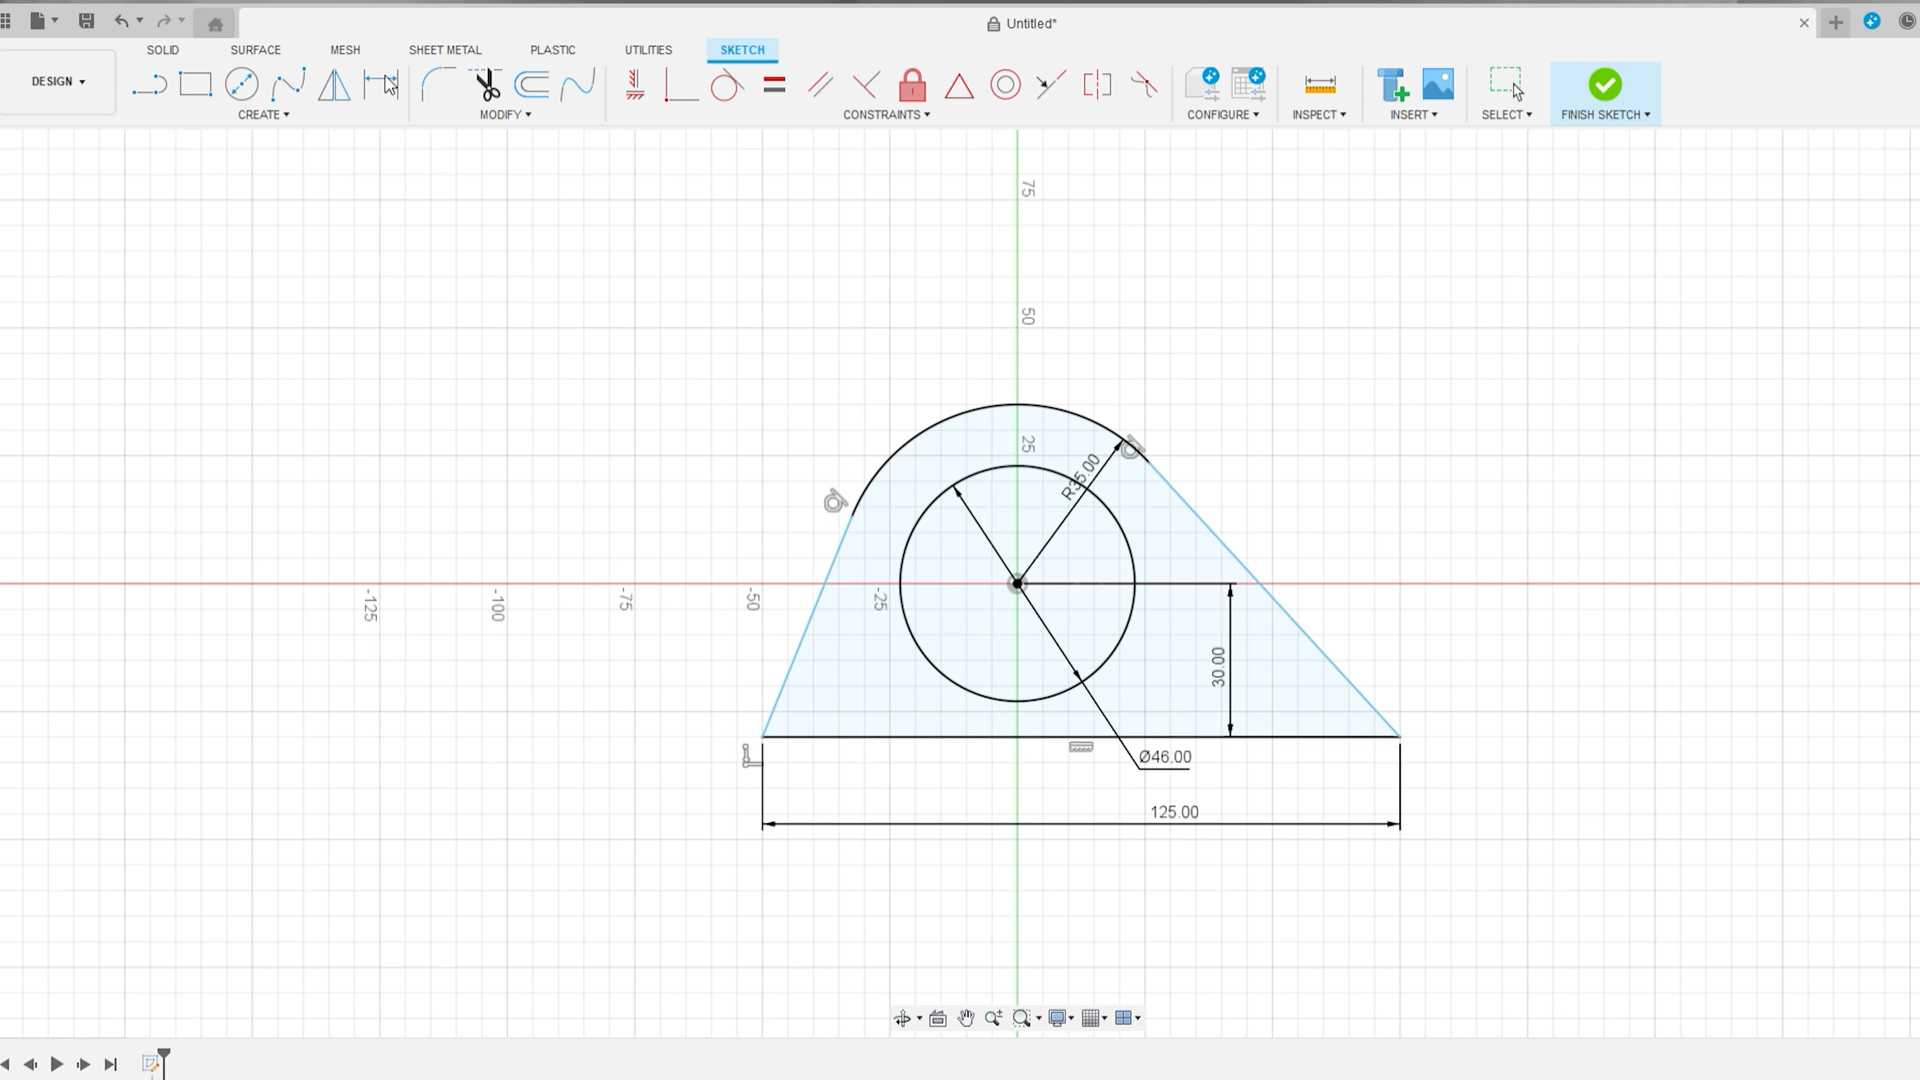 Untitled*
SOLID SURFACE MESH SHEET METAL PLASTIC UTILITIES SKETCH
DESIGN
CREATE MODIFY CONSTRAINTS CONFIGURE INSPECT INSERT SELECT FINISH SKETCH
75
50
25
R35.00
-125 -100 -75 -50 -25
30.00
Ø46.00
125.00